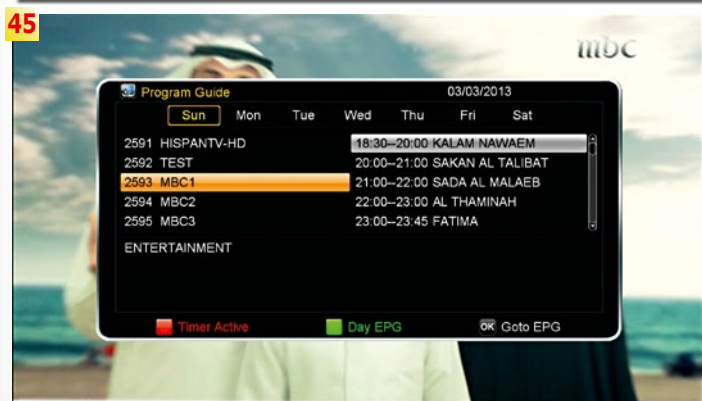 45
mbc
Program Guide 03/03/2013
Sun Mon Tue Wed Thu Fri Sat
2591 HISPANTV-HD 18:30--20:00 KALAM NAWAEM
2592 TEST 20:00--21:00 SAKAN AL TALIBAT
2593 MBC1 21:00--22:00 SADA AL MALAEB
2594 MBC2 22:00--23:00 AL THAMINAH
2595 MBC3 23:00--23:45 FATIMA
ENTERTAINMENT
Timer Active Day EPG OK Goto EPG